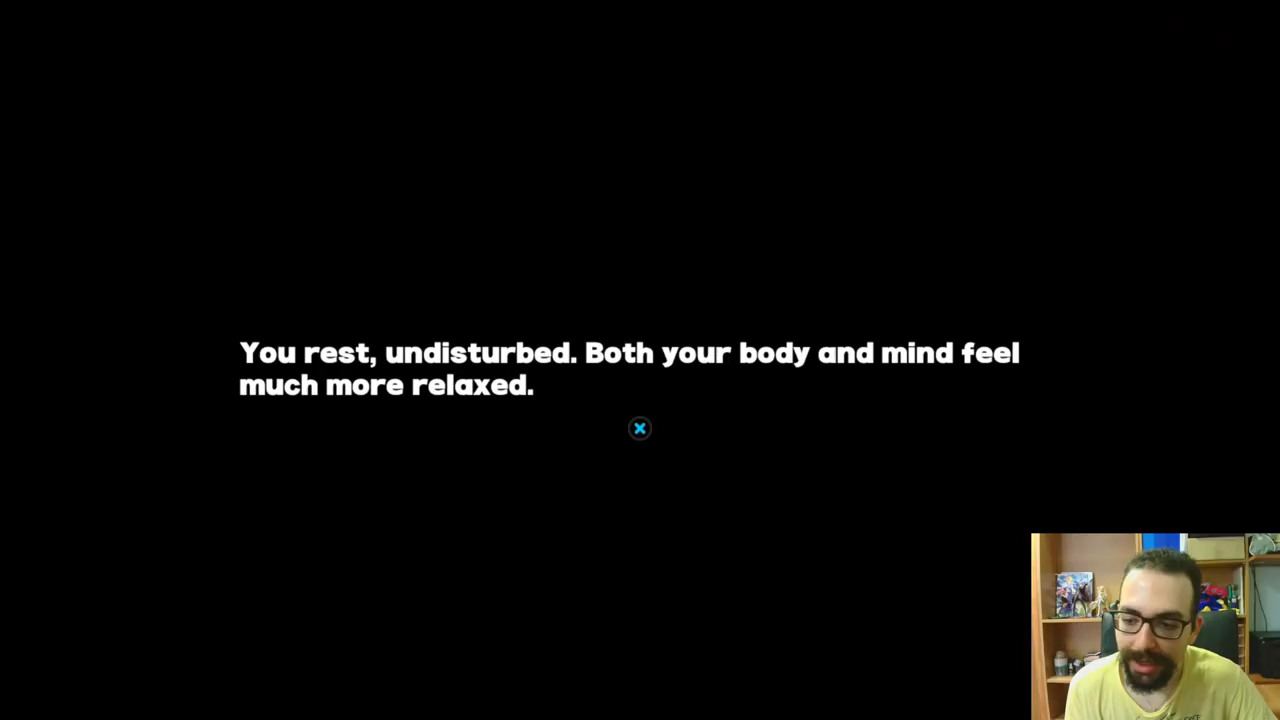 You rest, undisturbed. Both your body and mind feel
much more relaxed.